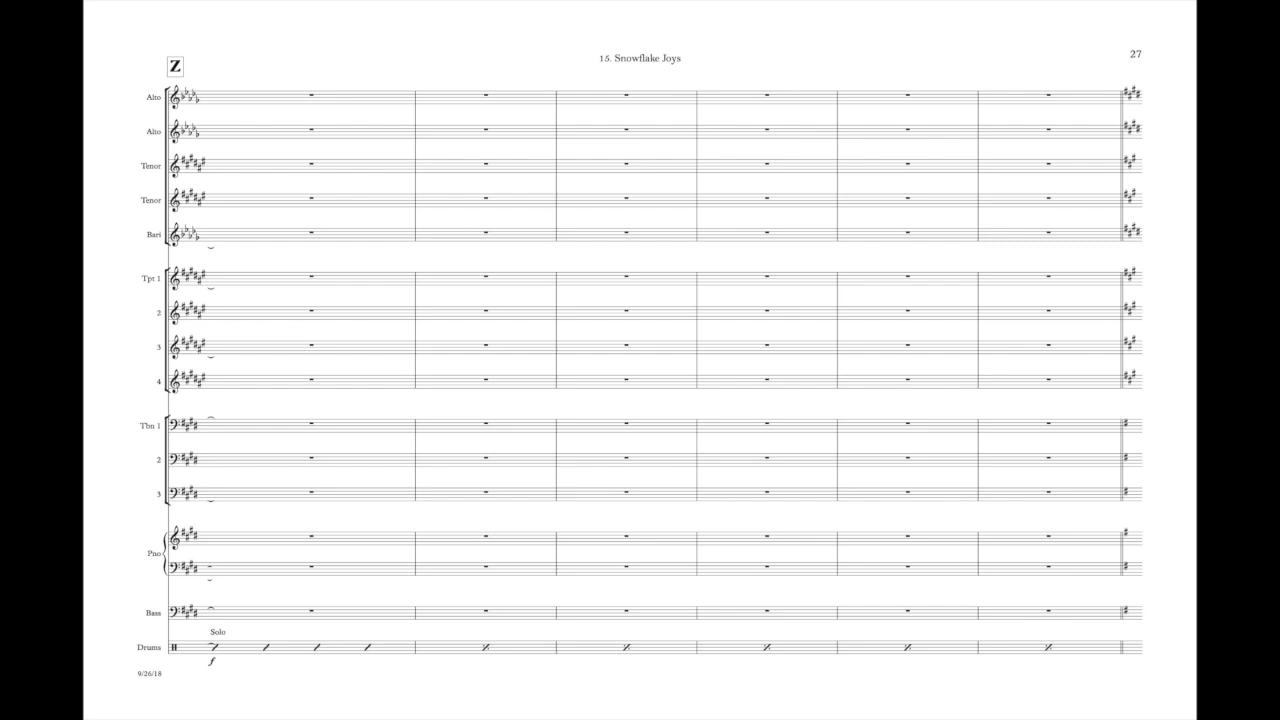 15. Snowflake Joys
27
Z
Alto
Alto
Tenor
Tenor
Bari
Tpt 1
2
3
4
Tbn 1
2
3
Pno
Bass
Solo
Drums
f
9/26/18